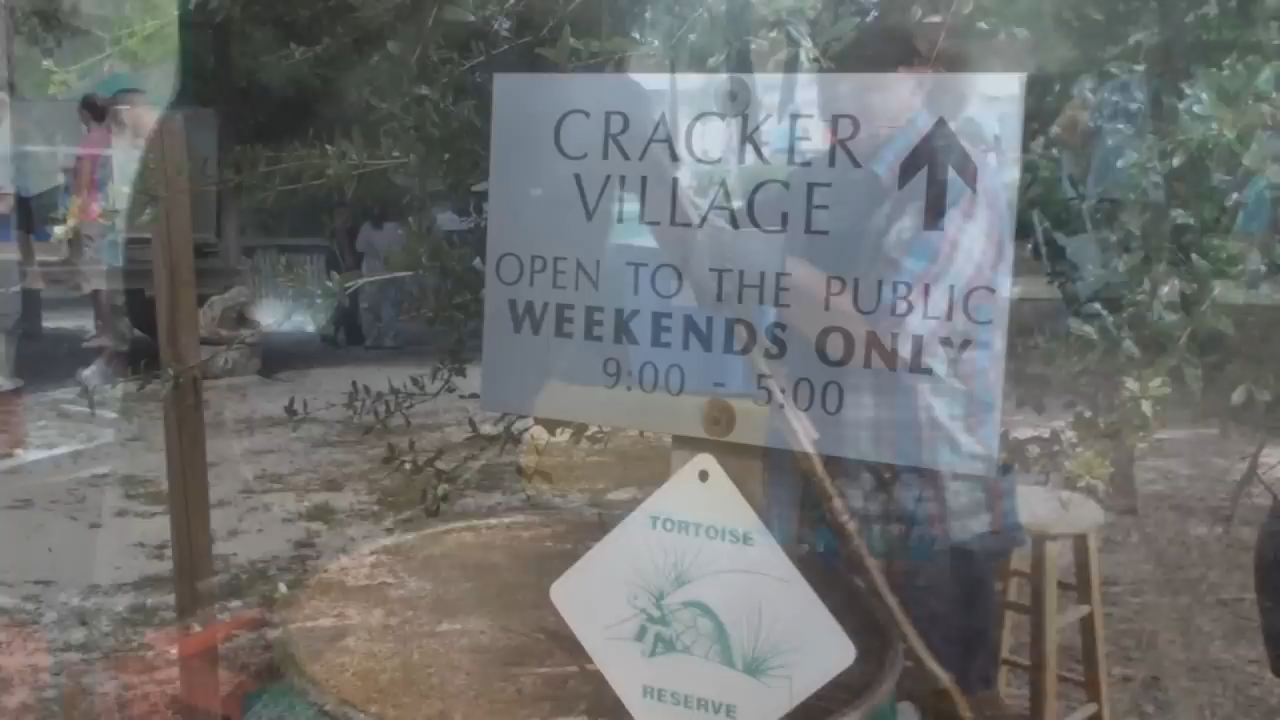 CRACKER
VILLAGE
OPEN TO THE PUBLIC
WEEKENDS ONLY
9:00 - 5:00
TORTOISE
RESERVE